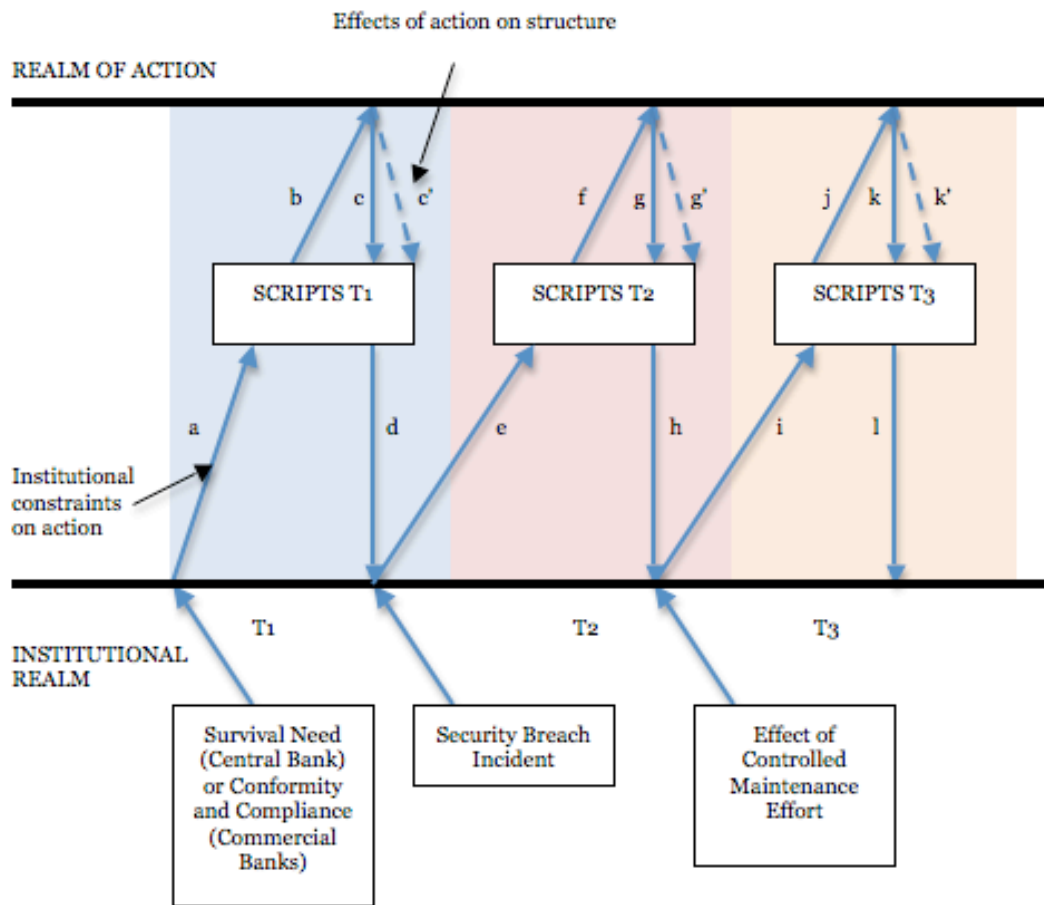 Effects of action on structure
REALM OF ACTION
b
c
c'
f
g
g'
j
k
k'
SCRIPTS T1
SCRIPTS T2
SCRIPTS T3
a
d
e
h
i
l
Institutional
constraints
on action
T1
T2
T3
INSTITUTIONAL
REALM
Survival Need
(Central Bank)
or Conformity
and Compliance
(Commercial
Banks)
Security Breach
Incident
Effect of
Controlled
Maintenance
Effort